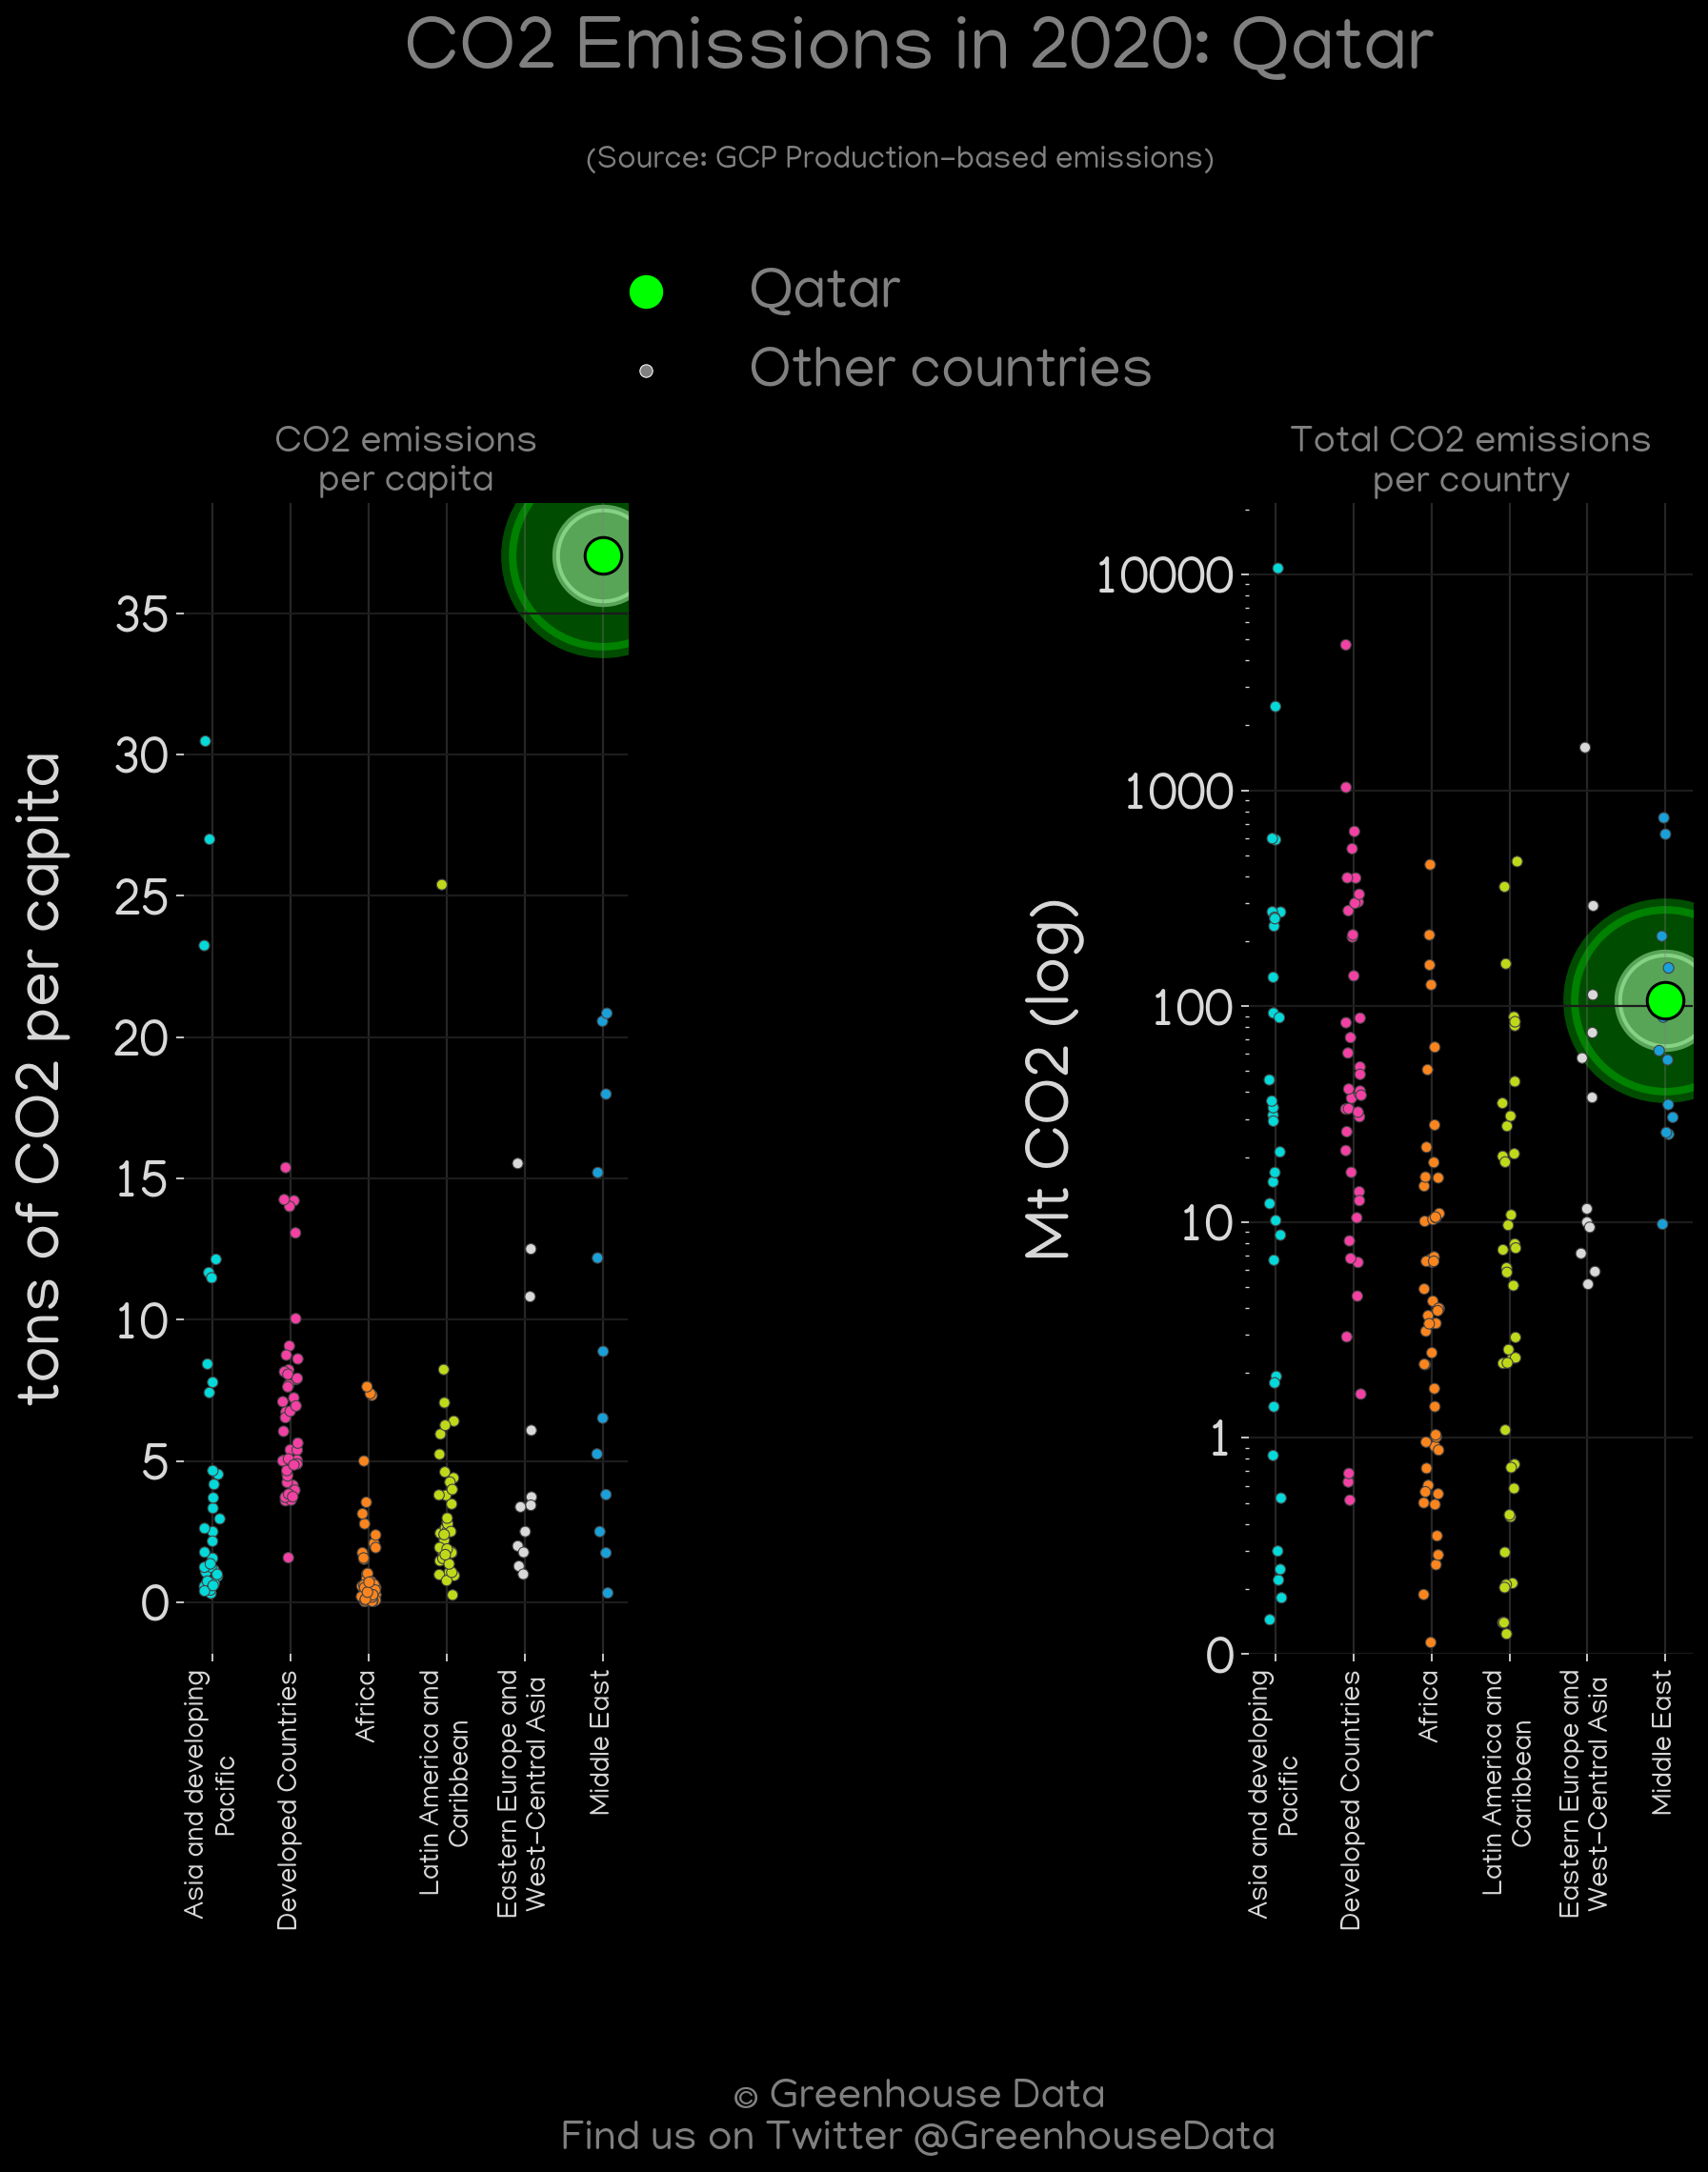 CO2 Emissions in 2020: Qatar
(Source: GCP Production-based emissions)
Qatar
Other countries
CO2 emissions
per capita
tons of CO2 per capita
35
30
25
20
15
10
5
0
Asia and developing
Pacific
Developed Countries
Africa
Latin America and
Caribbean
Eastern Europe and
West-Central Asia
Middle East
Total CO2 emissions
per country
Mt CO2 (log)
10000
1000
100
10
1
0
Asia and developing
Pacific
Developed Countries
Africa
Latin America and
Caribbean
Eastern Europe and
West-Central Asia
Middle East
© Greenhouse Data
Find us on Twitter @GreenhouseData